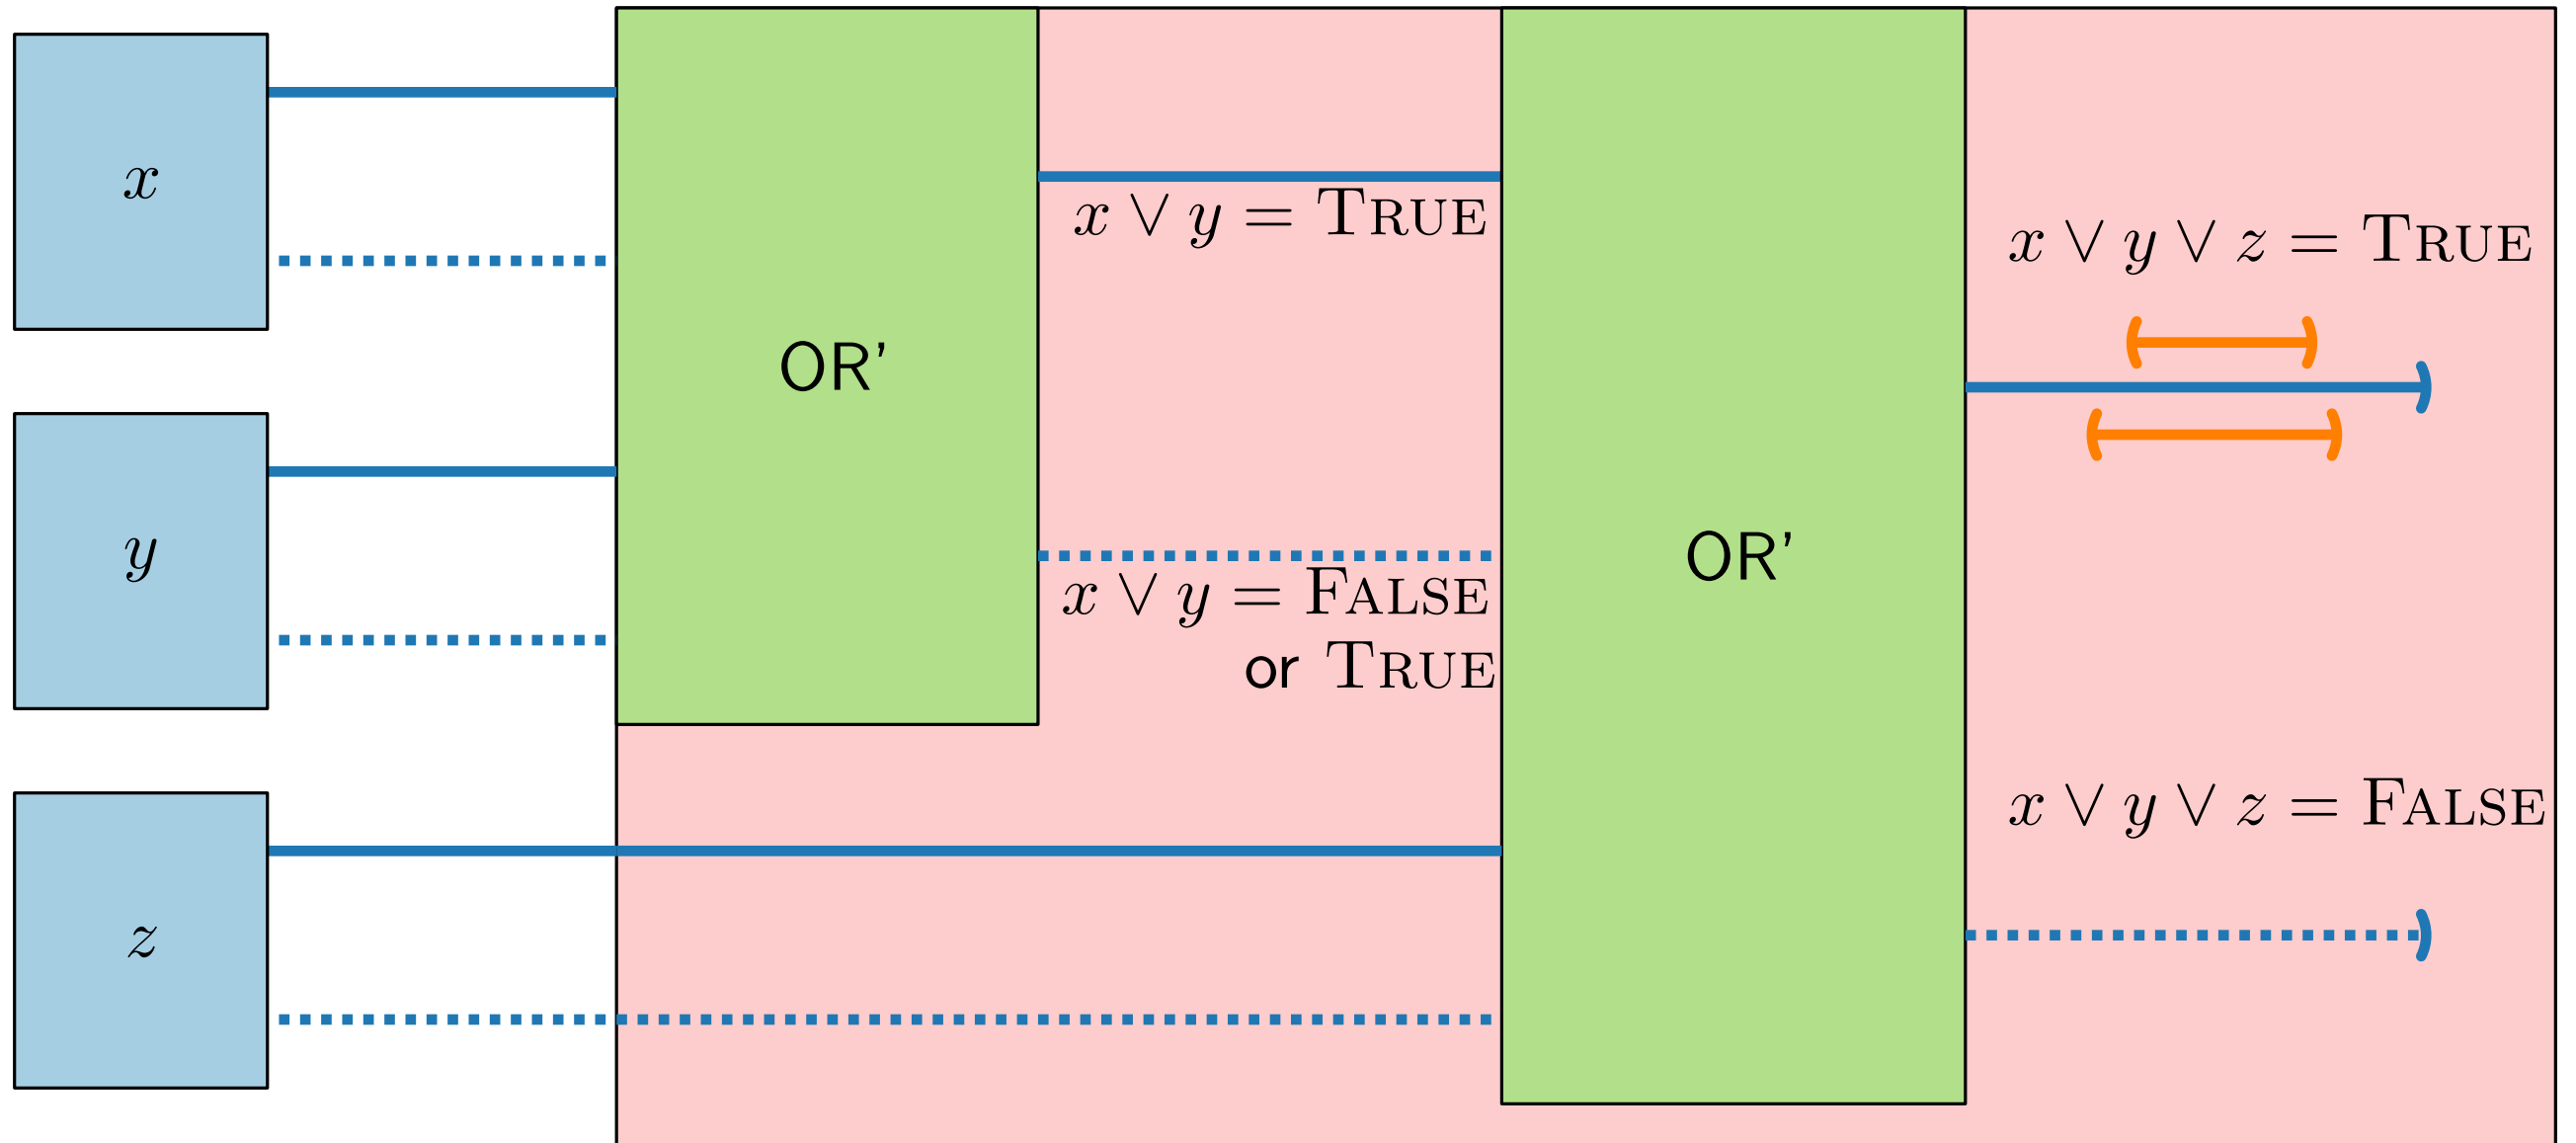 x
y
z
OR'
x ∨ y = TRUE
x ∨ y = FALSE
or TRUE
OR'
x ∨ y ∨ z = TRUE
x ∨ y ∨ z = FALSE